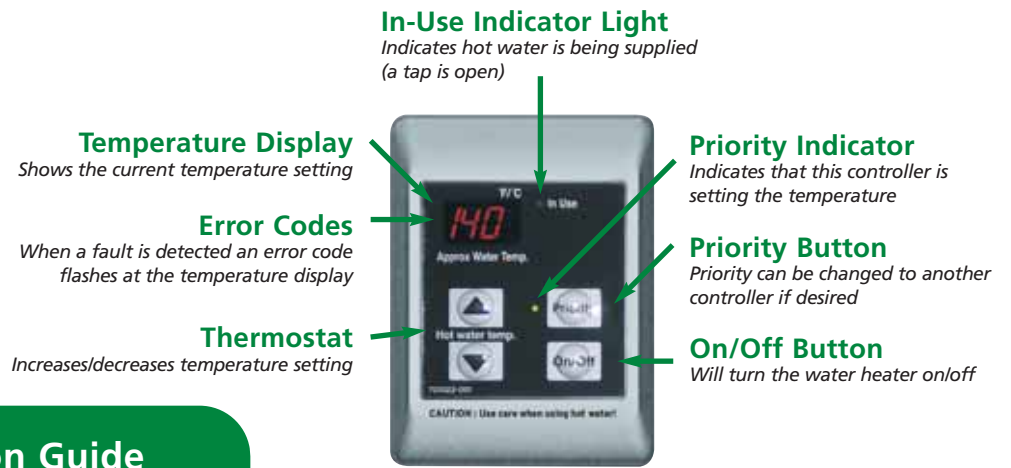 In-Use Indicator Light
Indicates hot water is being supplied
(a tap is open)
Temperature Display
Shows the current temperature setting
Error Codes
When a fault is detected an error code
flashes at the temperature display
Thermostat
Increases/decreases temperature setting
°F/°C
In Use
140
Approx Water Temp.
Hot water temp.
On/Off
CAUTION : Use care when using hot water!
Priority Indicator
Indicates that this controller is
setting the temperature
Priority Button
Priority can be changed to another
controller if desired
On/Off Button
Will turn the water heater on/off
n Guide